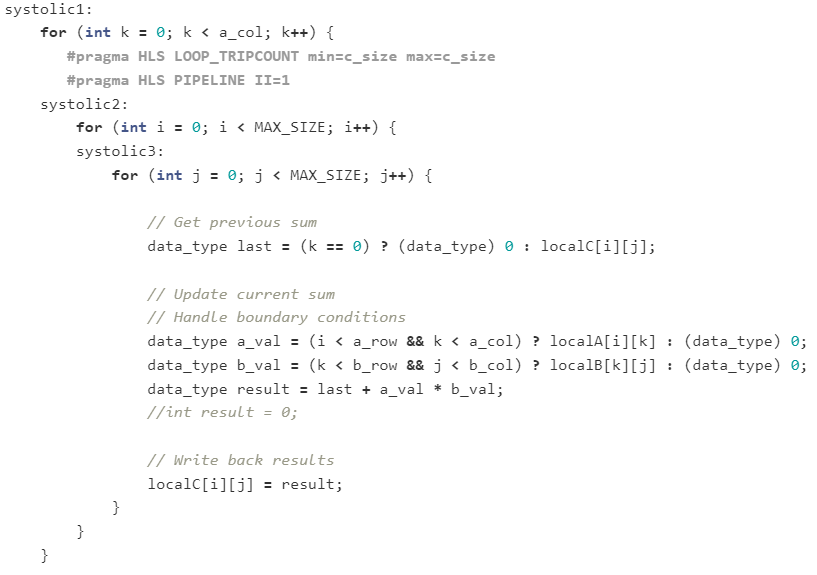 systolic1:
    for (int k = 0; k < a_col; k++) {
       #pragma HLS LOOP_TRIPCOUNT min=c_size max=c_size
       #pragma HLS PIPELINE II=1
    systolic2:
        for (int i = 0; i < MAX_SIZE; i++) {
        systolic3:
            for (int j = 0; j < MAX_SIZE; j++) {

                // Get previous sum
                data_type last = (k == 0) ? (data_type) 0 : localC[i][j];

                // Update current sum
                // Handle boundary conditions
                data_type a_val = (i < a_row && k < a_col) ? localA[i][k] : (data_type) 0;
                data_type b_val = (k < b_row && j < b_col) ? localB[k][j] : (data_type) 0;
                data_type result = last + a_val * b_val;
                //int result = 0;

                // Write back results
                localC[i][j] = result;
            }
        }
    }